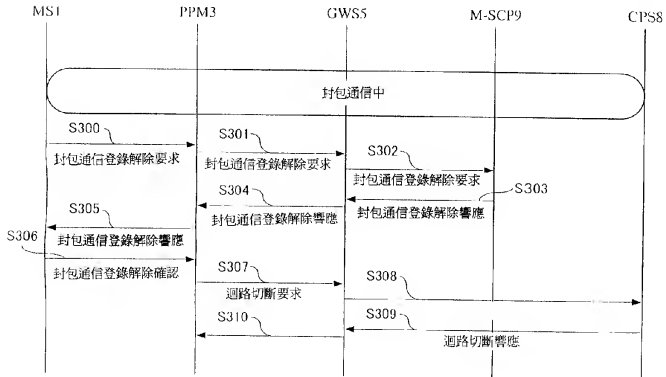 MS1 PPM3 GWS5 M-SCP9 CPS8
封包通信中
S300
封包通信登錄解除要求
S301
封包通信登錄解除要求
S302
封包通信登錄解除要求
S303
封包通信登錄解除響應
S304
封包通信登錄解除響應
S305
封包通信登錄解除響應
S306
封包通信登錄解除確認
S307
迴路切斷要求
S308
S309
迴路切斷響應
S310